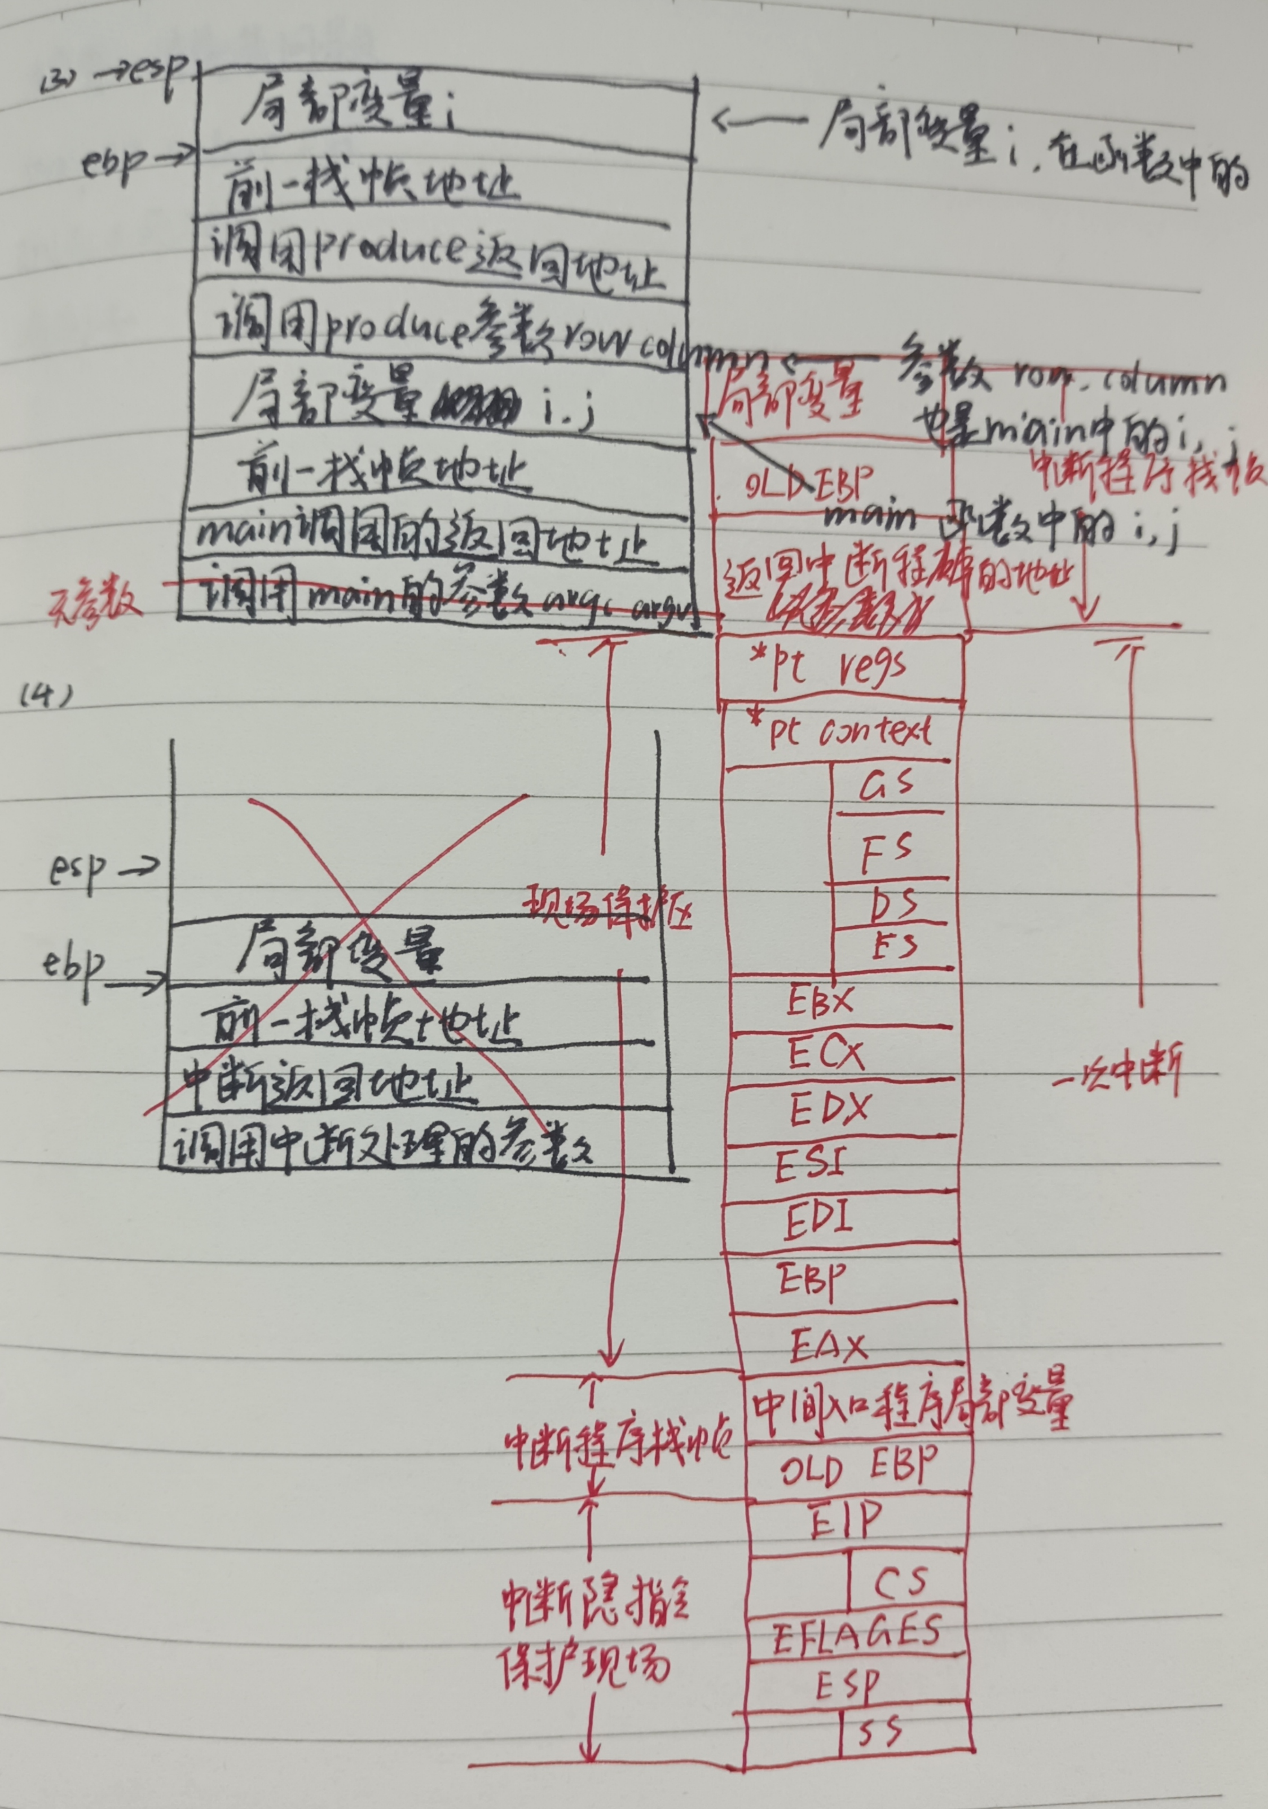 (3) →esp
局部变量i
← 局部变量i,在函数中的
ebp→
前一栈帧地址
调用produce返回地址
调用produce参数row column
← 参数 row, column
也是main中的i, j
局部变量 i, j
局部变量
前一栈帧地址
OLD EBP
中断程序栈帧
main 函数中的 i, j
main调用的返回地址
返回中断程序的地址
无参数
调用main的参数argc argv
*pt regs
(4)
*pt context
GS
FS
esp→
现场保护区
DS
ES
局部变量
ebp→
EBX
前一栈帧地址
ECX
中断返回地址
一次中断
EDX
调用中断处理的参数
ESI
EDI
EBP
EAX
中间入口程序局部变量
中断程序栈帧
OLD EBP
EIP
中断隐指令
保护现场
CS
EFLAGES
ESP
SS